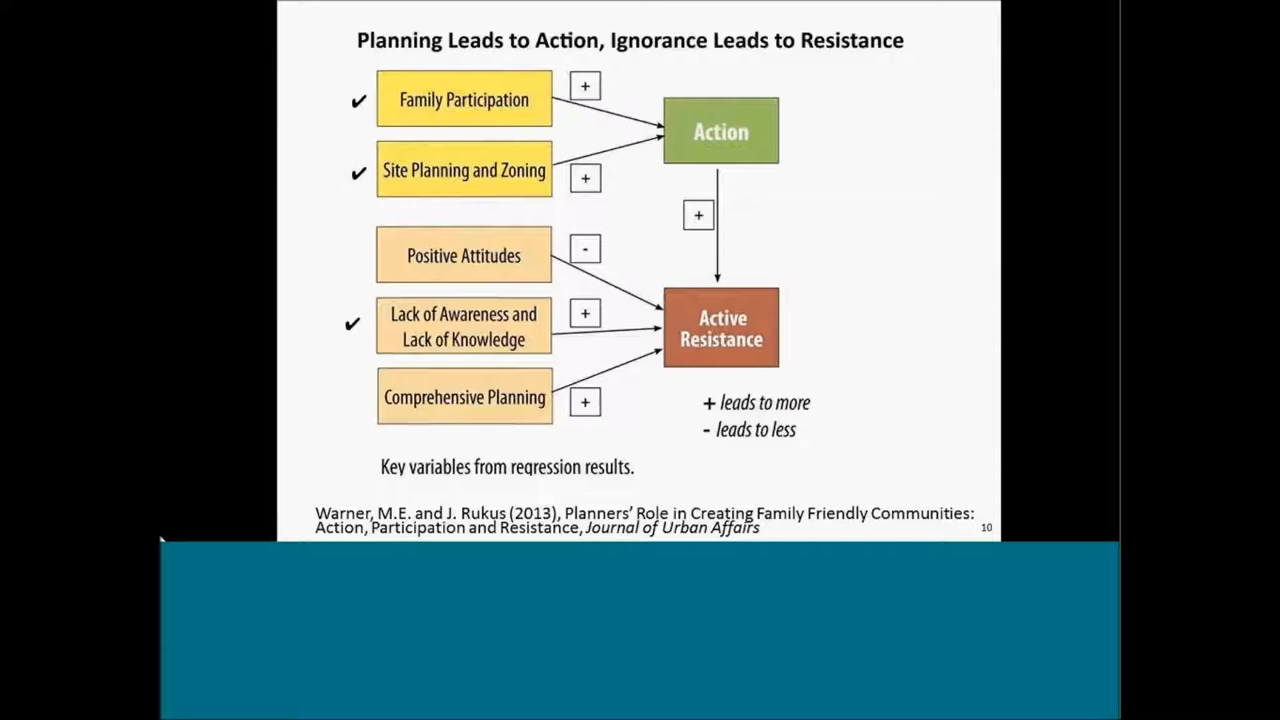 Planning Leads to Action, Ignorance Leads to Resistance
✔ Family Participation
+
Action
✔ Site Planning and Zoning
+
+
Positive Attitudes
-
✔ Lack of Awareness and
Lack of Knowledge
+
Active
Resistance
Comprehensive Planning
+
+ leads to more
- leads to less
Key variables from regression results.
Warner, M.E. and J. Rukus (2013), Planners' Role in Creating Family Friendly Communities:
Action, Participation and Resistance, Journal of Urban Affairs
10